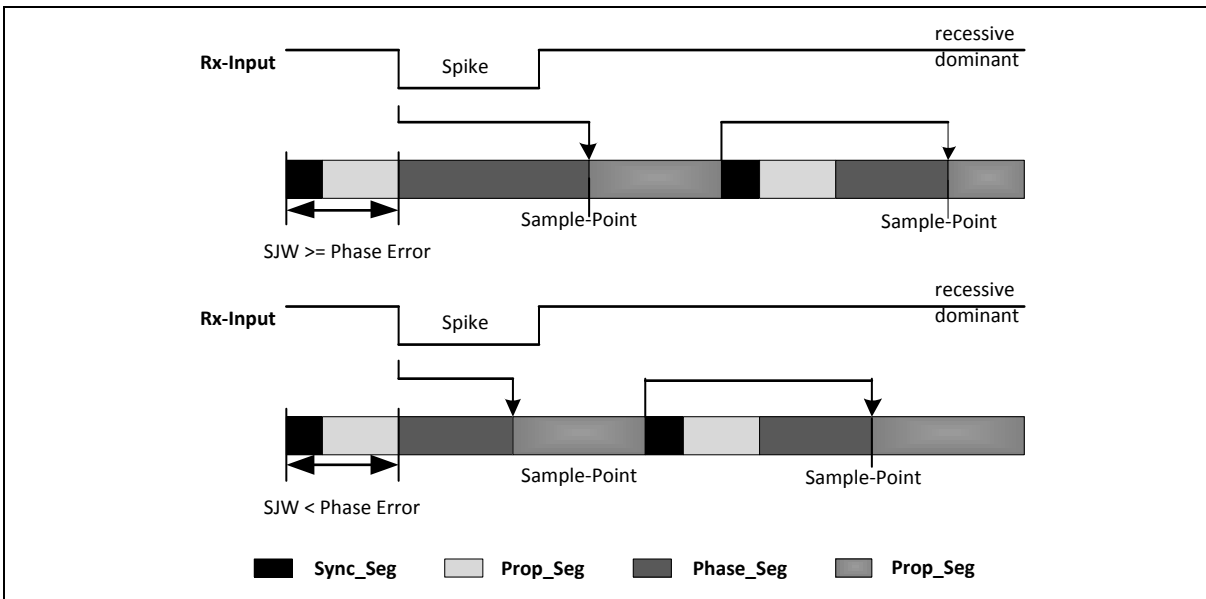 recessive
Rx-Input
dominant
Spike
Sample-Point
Sample-Point
SJW >= Phase Error
recessive
Rx-Input
dominant
Spike
Sample-Point
Sample-Point
SJW < Phase Error
Sync_Seg
Prop_Seg
Phase_Seg
Prop_Seg